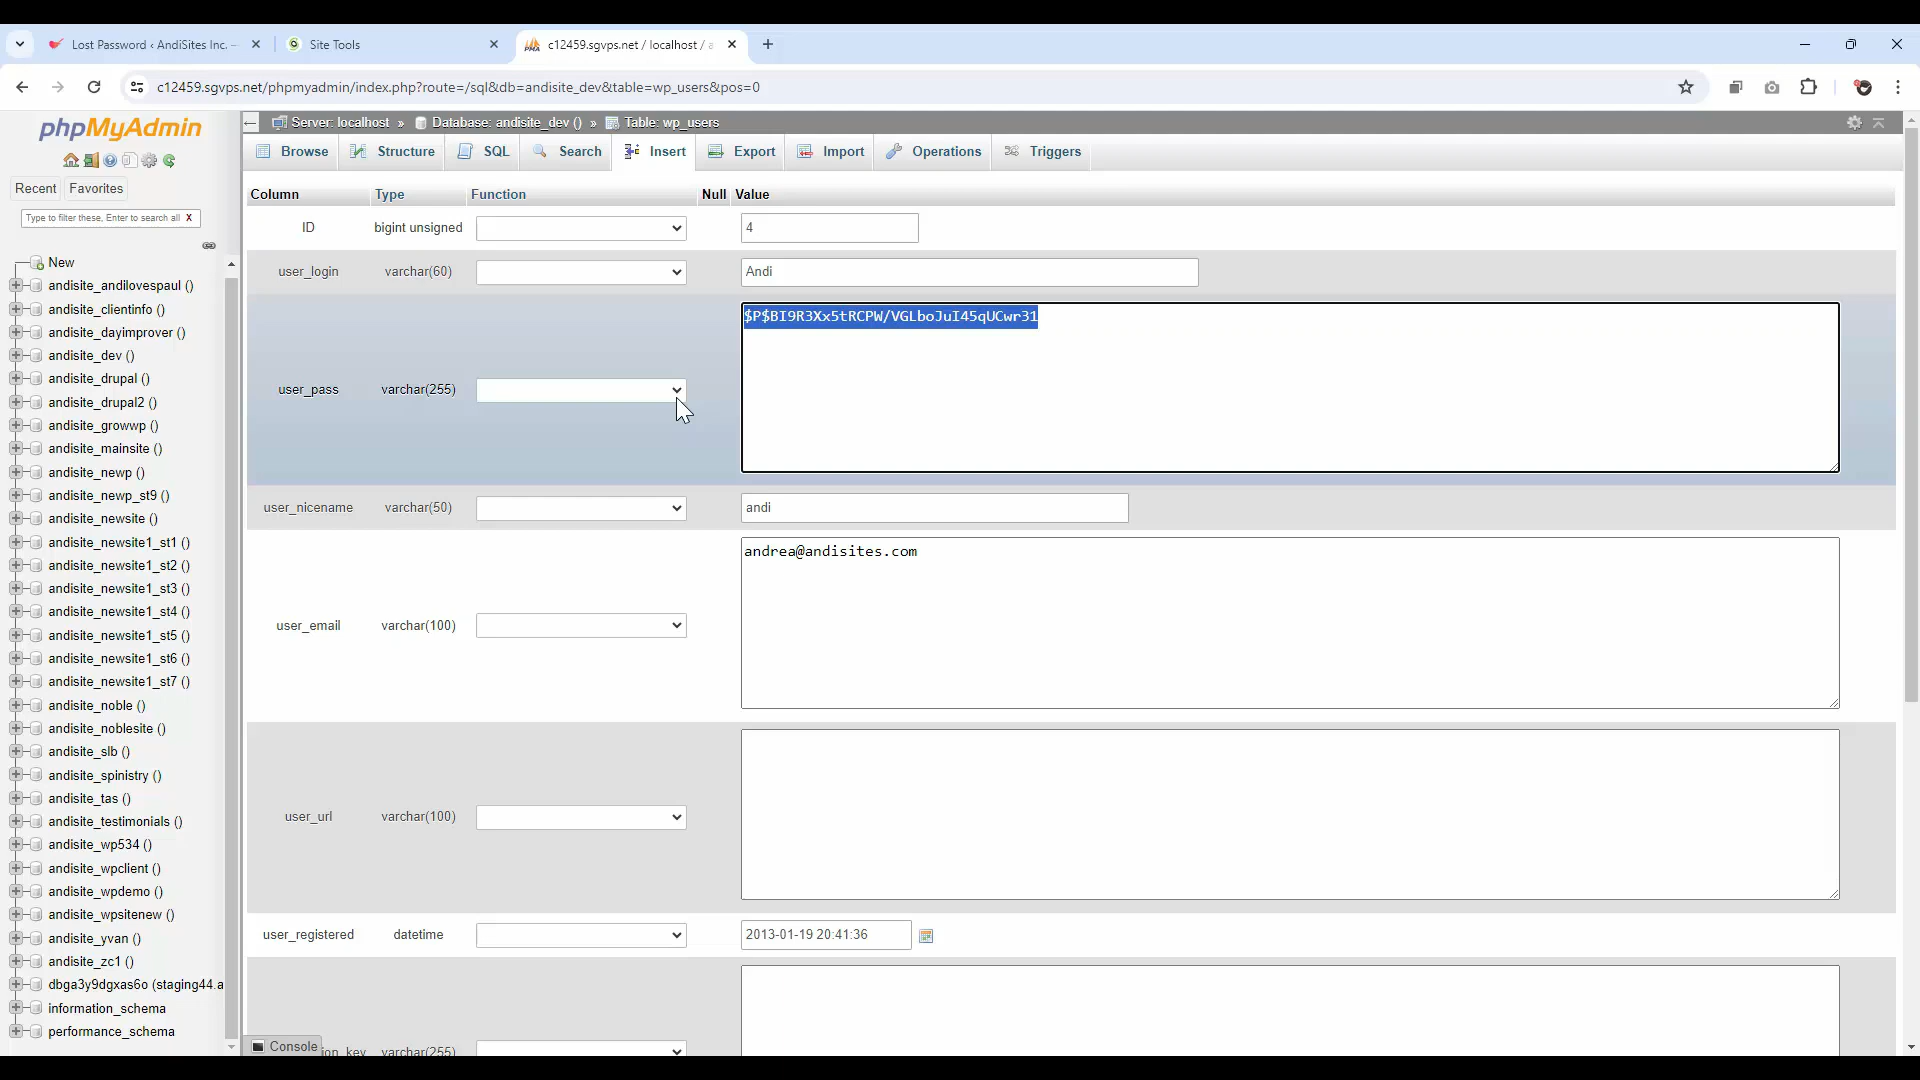 Lost Password ‹ AndiSites Inc. –
Site Tools
c12459.sgvps.net / localhost /
c12459.sgvps.net/phpmyadmin/index.php?route=/sql&db=andisite_dev&table=wp_users&pos=0
phpMyAdmin
Server: localhost » Database: andisite_dev () » Table: wp_users
Browse Structure SQL Search Insert Export Import Operations Triggers
Recent Favorites
Type to filter these, Enter to search all X
New
andisite_andilovespaul ()
andisite_clientinfo ()
andisite_dayimprover ()
andisite_dev ()
andisite_drupal ()
andisite_drupal2 ()
andisite_growwp ()
andisite_mainsite ()
andisite_newp ()
andisite_newp_st9 ()
andisite_newsite ()
andisite_newsite1_st1 ()
andisite_newsite1_st2 ()
andisite_newsite1_st3 ()
andisite_newsite1_st4 ()
andisite_newsite1_st5 ()
andisite_newsite1_st6 ()
andisite_newsite1_st7 ()
andisite_noble ()
andisite_noblesite ()
andisite_slb ()
andisite_spinistry ()
andisite_tas ()
andisite_testimonials ()
andisite_wp534 ()
andisite_wpclient ()
andisite_wpdemo ()
andisite_wpsitenew ()
andisite_yvan ()
andisite_zc1 ()
dbga3y9dgxas6o (staging44.a
information_schema
performance_schema
Column Type Function Null Value
ID bigint unsigned 4
user_login varchar(60) Andi
user_pass varchar(255) $P$BI9R3Xx5tRCPW/VGLboJuI45qUCwr31
user_nicename varchar(50) andi
user_email varchar(100) andrea@andisites.com
user_url varchar(100)
user_registered datetime 2013-01-19 20:41:36
ion_key varchar(255)
Console